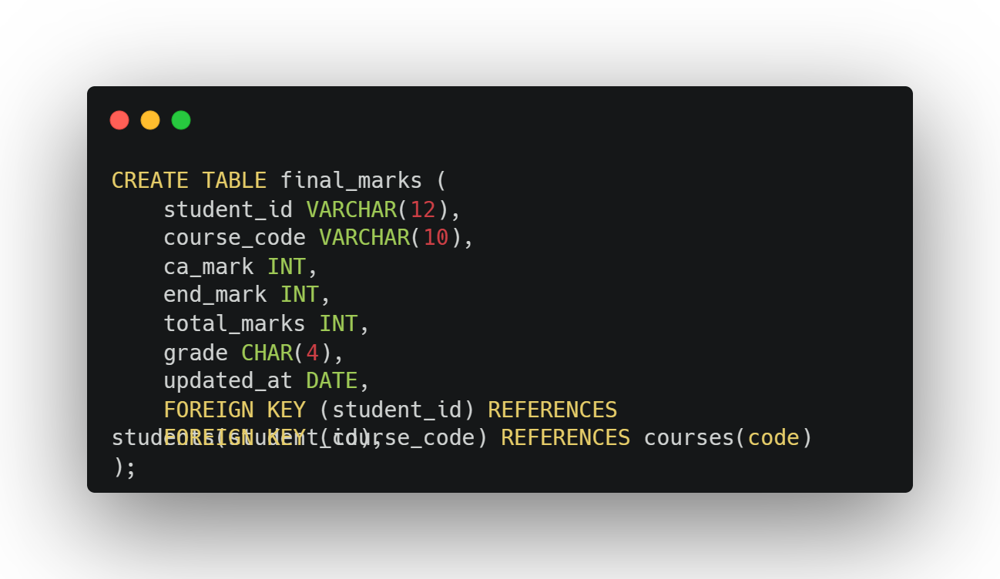 CREATE TABLE final_marks (
    student_id VARCHAR(12),
    course_code VARCHAR(10),
    ca_mark INT,
    end_mark INT,
    total_marks INT,
    grade CHAR(4),
    updated_at DATE,
    FOREIGN KEY (student_id) REFERENCES
students(student_id),
    FOREIGN KEY (course_code) REFERENCES courses(code)
);